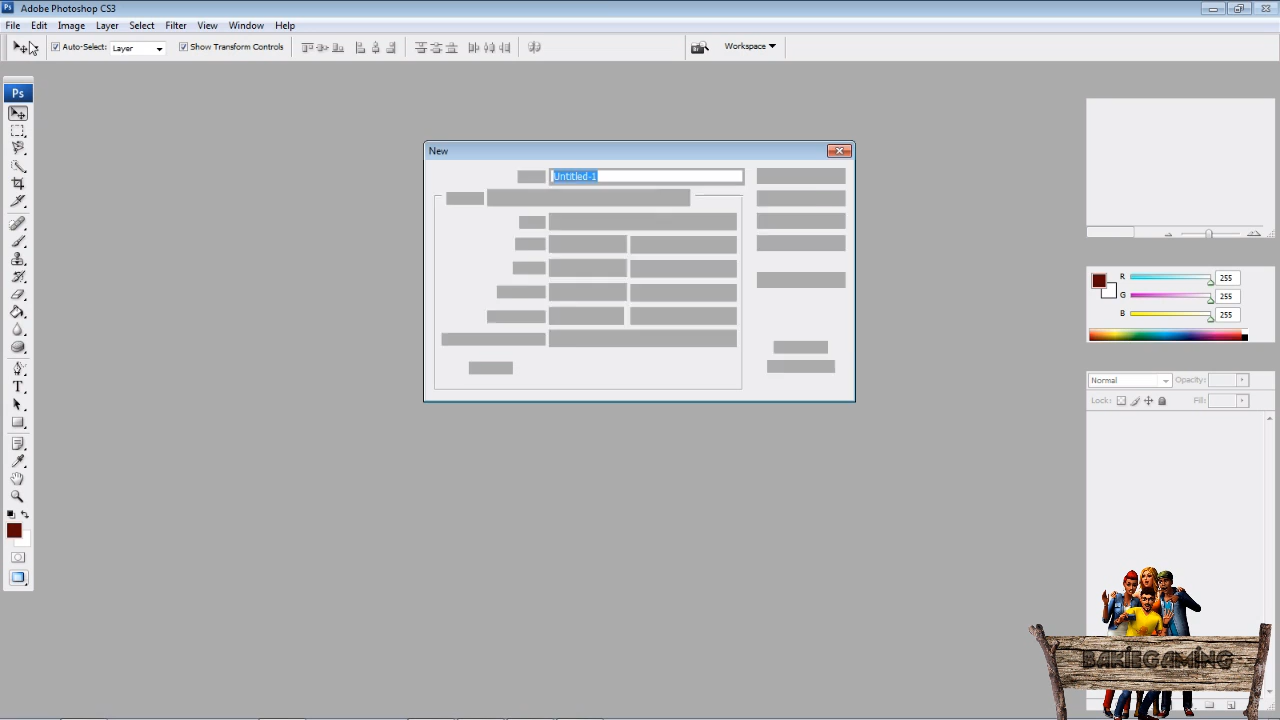 Adobe Photoshop CS3
File Edit Image Layer Select Filter View Window Help
Auto-Select: Layer Show Transform Controls Workspace
Ps
New
Untitled-1
R 255
G 255
B 255
Normal Opacity:
Lock: Fill:
T
BAKIEGAMING